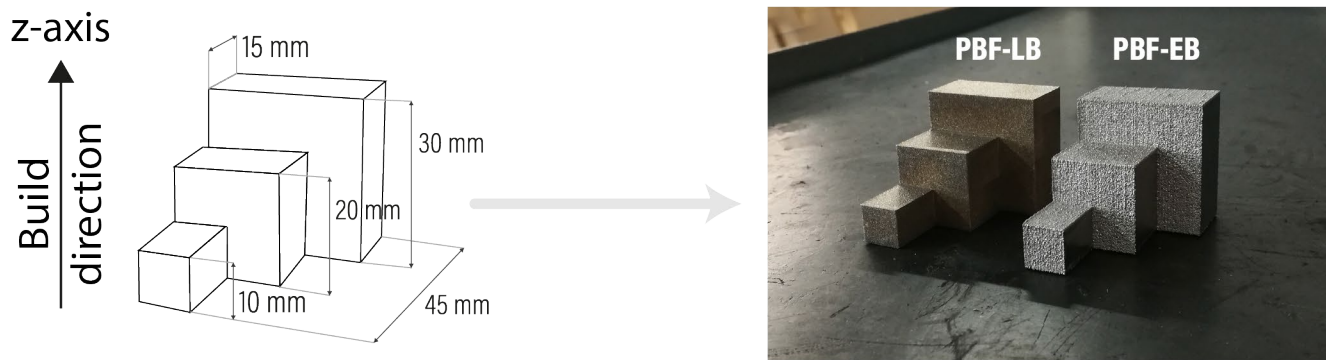 z-axis
Build
direction
15 mm
30 mm
20 mm
10 mm
45 mm
PBF-LB
PBF-EB